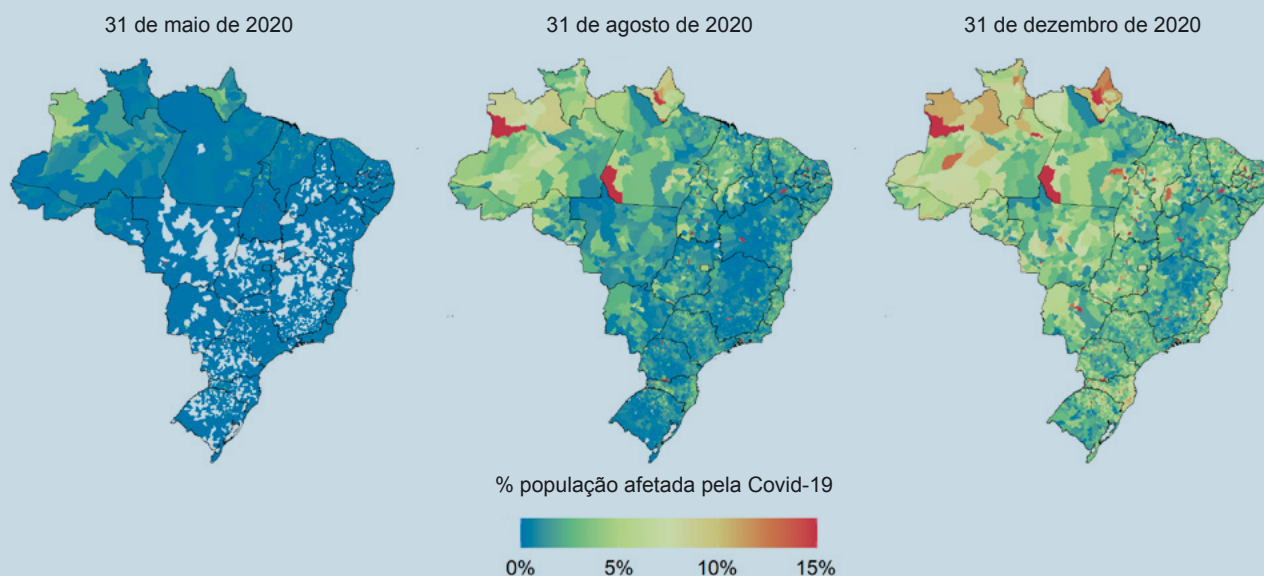 31 de maio de 2020
31 de agosto de 2020
31 de dezembro de 2020
% população afetada pela Covid-19
0%
5%
10%
15%